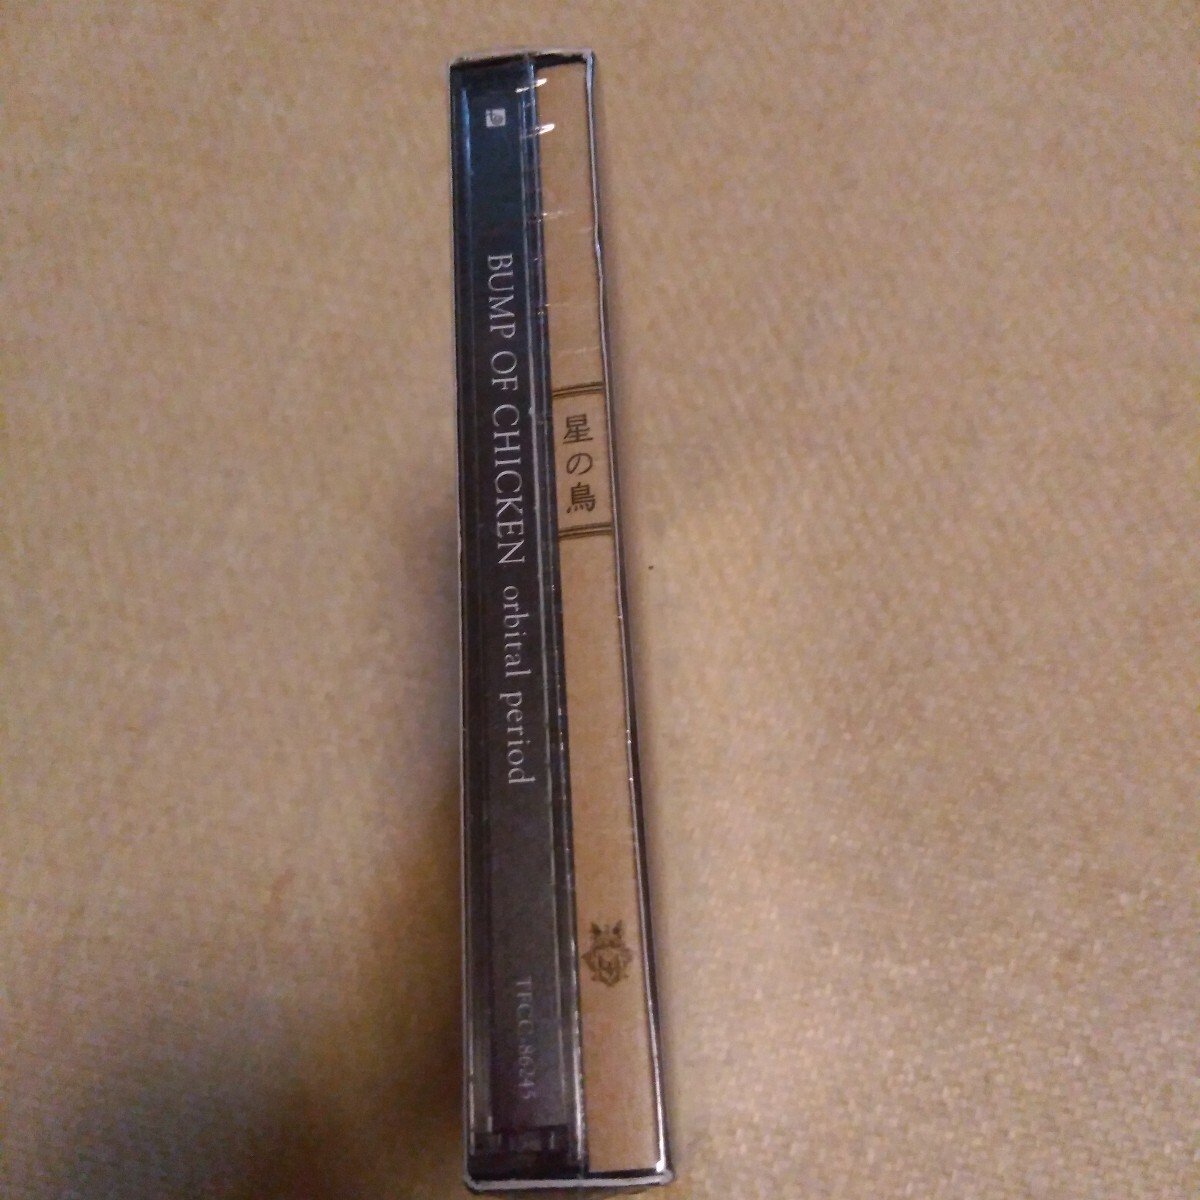 BUMP OF CHICKEN orbital period
TFCC-86245
星の鳥